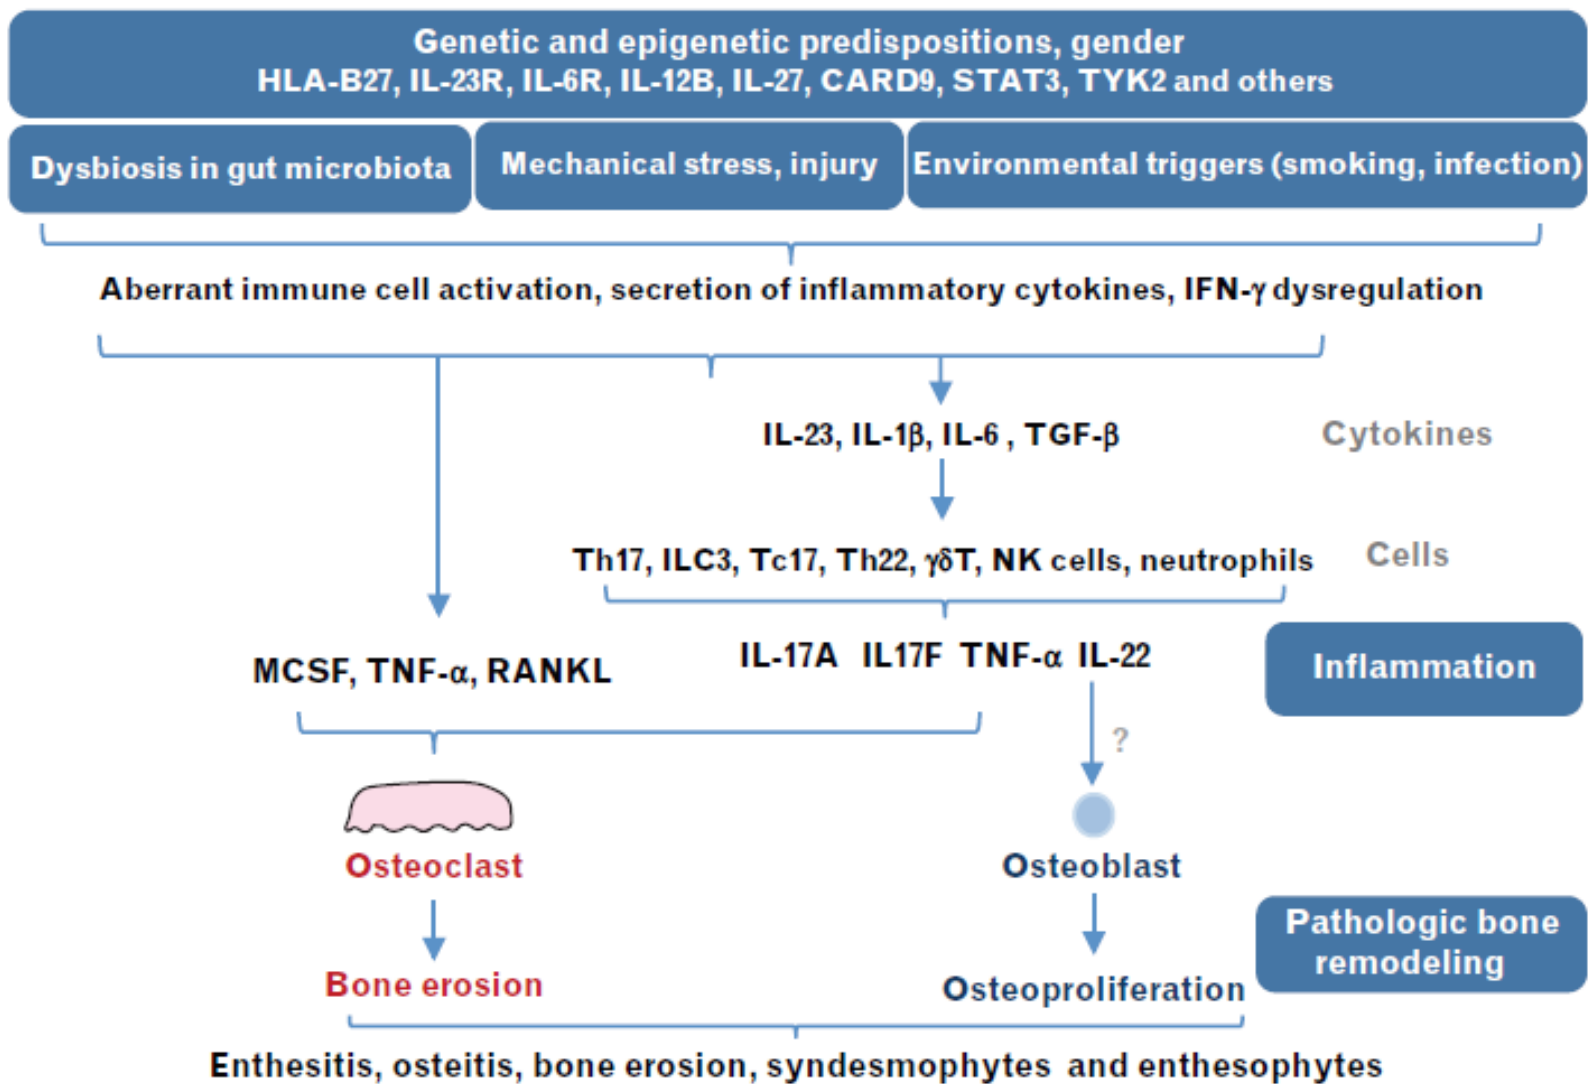 Genetic and epigenetic predispositions, gender
HLA-B27, IL-23R, IL-6R, IL-12B, IL-27, CARD9, STAT3, TYK2 and others
Dysbiosis in gut microbiota
Mechanical stress, injury
Environmental triggers (smoking, infection)
Aberrant immune cell activation, secretion of inflammatory cytokines, IFN-γ dysregulation
IL-23, IL-1β, IL-6 , TGF-β
Cytokines
Th17, ILC3, Tc17, Th22, γδT, NK cells, neutrophils
Cells
MCSF, TNF-α, RANKL
IL-17A IL17F TNF-α IL-22
Inflammation
?
Osteoclast
Osteoblast
Pathologic bone
remodeling
Bone erosion
Osteoproliferation
Enthesitis, osteitis, bone erosion, syndesmophytes and enthesophytes